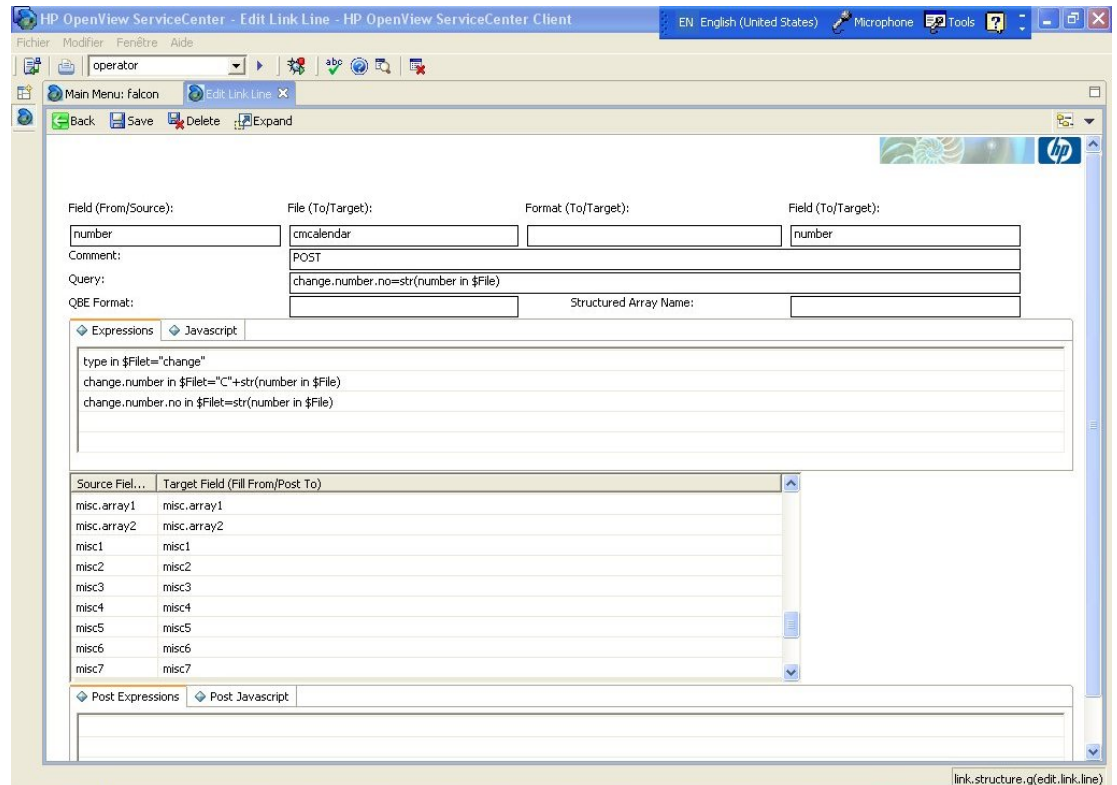 HP OpenView ServiceCenter - Edit Link Line - HP OpenView ServiceCenter Client
EN English (United States) Microphone Tools ?
Fichier Modifier Fenêtre Aide
operator abc
Main Menu: falcon Edit Link Line
Back Save Delete Expand
hp
Field (From/Source): File (To/Target): Format (To/Target): Field (To/Target):
number cmcalendar number
Comment: POST
Query: change.number.no=str(number in $File)
QBE Format: Structured Array Name:
Expressions Javascript
type in $Filet="change"
change.number in $Filet="C"+str(number in $File)
change.number.no in $Filet=str(number in $File)
Source Fiel... Target Field (Fill From/Post To)
misc.array1 misc.array1
misc.array2 misc.array2
misc1 misc1
misc2 misc2
misc3 misc3
misc4 misc4
misc5 misc5
misc6 misc6
misc7 misc7
Post Expressions Post Javascript
link.structure.g(edit.link.line)